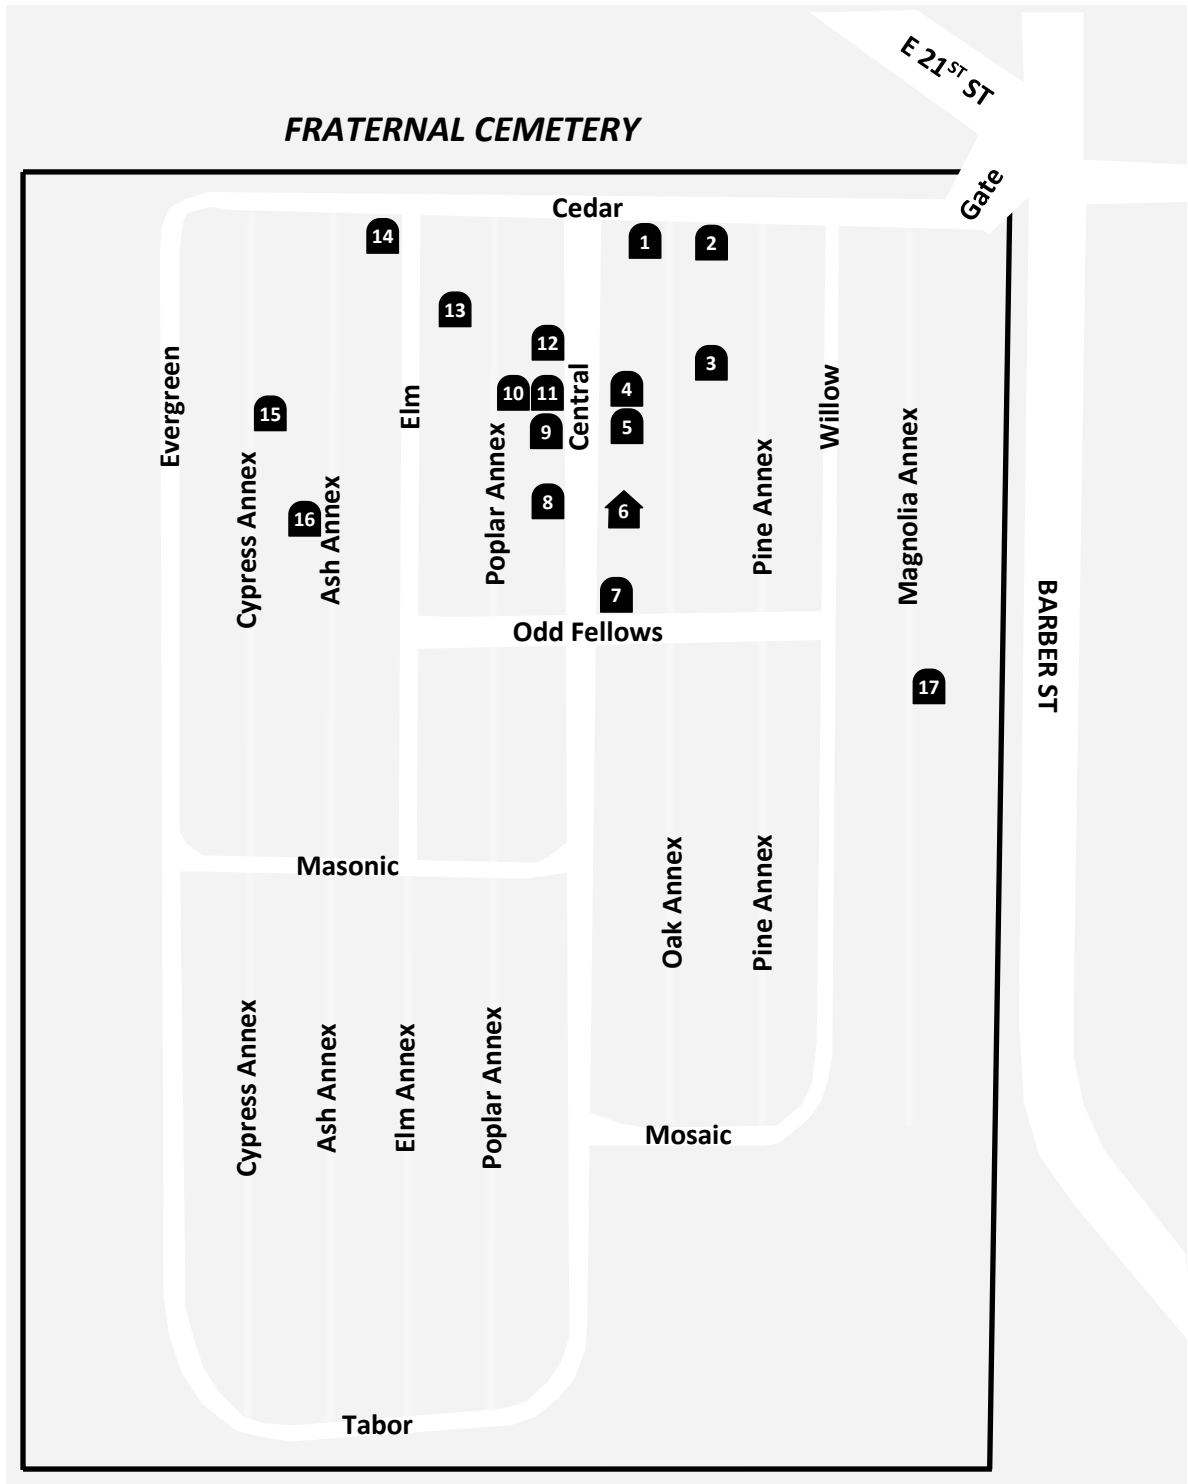 E 21ST ST
FRATERNAL CEMETERY
Gate
Cedar
14
1
2
13
12
3
Evergreen
Elm
10
11
Central
4
Willow
15
9
5
Cypress Annex
Ash Annex
Poplar Annex
Pine Annex
Magnolia Annex
16
8
6
7
Odd Fellows
BARBER ST
17
Masonic
Oak Annex
Pine Annex
Cypress Annex
Ash Annex
Elm Annex
Poplar Annex
Mosaic
Tabor